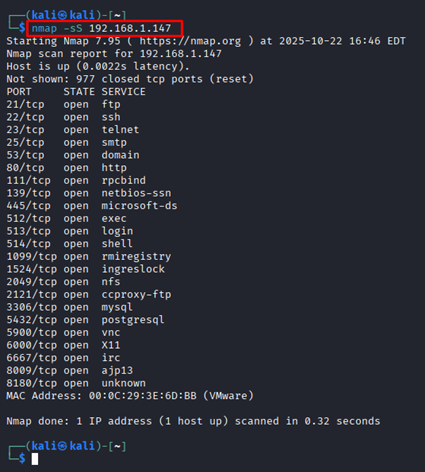 ┌──(kali㉿kali)-[~]
└─$ nmap -sS 192.168.1.147
Starting Nmap 7.95 ( https://nmap.org ) at 2025-10-22 16:46 EDT
Nmap scan report for 192.168.1.147
Host is up (0.0022s latency).
Not shown: 977 closed tcp ports (reset)
PORT     STATE SERVICE
21/tcp   open  ftp
22/tcp   open  ssh
23/tcp   open  telnet
25/tcp   open  smtp
53/tcp   open  domain
80/tcp   open  http
111/tcp  open  rpcbind
139/tcp  open  netbios-ssn
445/tcp  open  microsoft-ds
512/tcp  open  exec
513/tcp  open  login
514/tcp  open  shell
1099/tcp open  rmiregistry
1524/tcp open  ingreslock
2049/tcp open  nfs
2121/tcp open  ccproxy-ftp
3306/tcp open  mysql
5432/tcp open  postgresql
5900/tcp open  vnc
6000/tcp open  X11
6667/tcp open  irc
8009/tcp open  ajp13
8180/tcp open  unknown
MAC Address: 00:0C:29:3E:6D:BB (VMware)
Nmap done: 1 IP address (1 host up) scanned in 0.32 seconds
┌──(kali㉿kali)-[~]
└─$